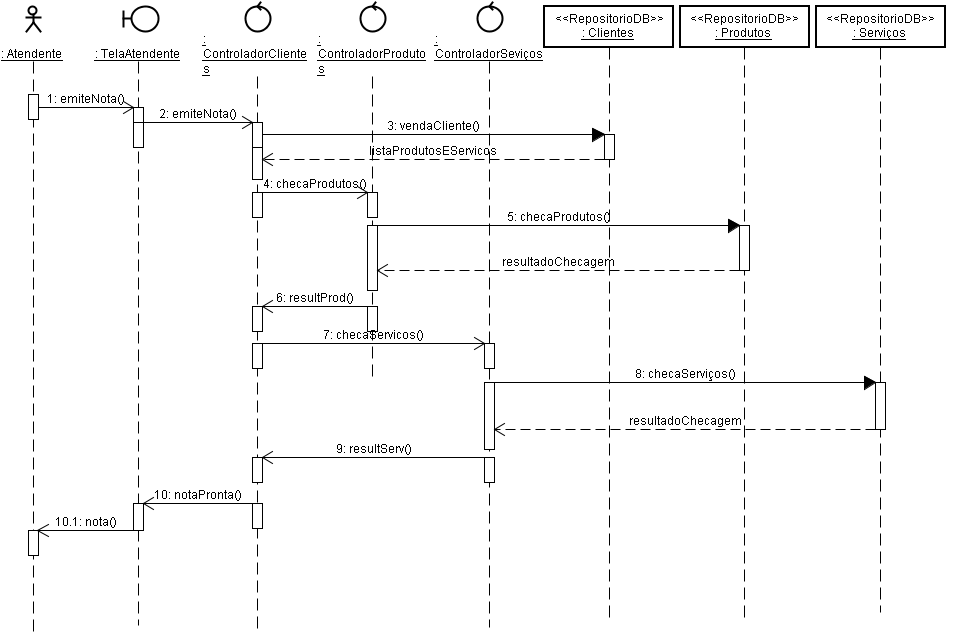 <<RepositorioDB>>
: Clientes
<<RepositorioDB>>
: Produtos
<<RepositorioDB>>
: Serviços
: Atendente
: TelaAtendente
:
ControladorCliente
s
:
ControladorProduto
s
:
ControladorSeviços
1: emiteNota()
2: emiteNota()
3: vendaCliente()
listaProdutosEServicos
4: checaProdutos()
5: checaProdutos()
resultadoChecagem
6: resultProd()
7: checaServicos()
8: checaServiços()
resultadoChecagem
9: resultServ()
10: notaPronta()
10.1: nota()